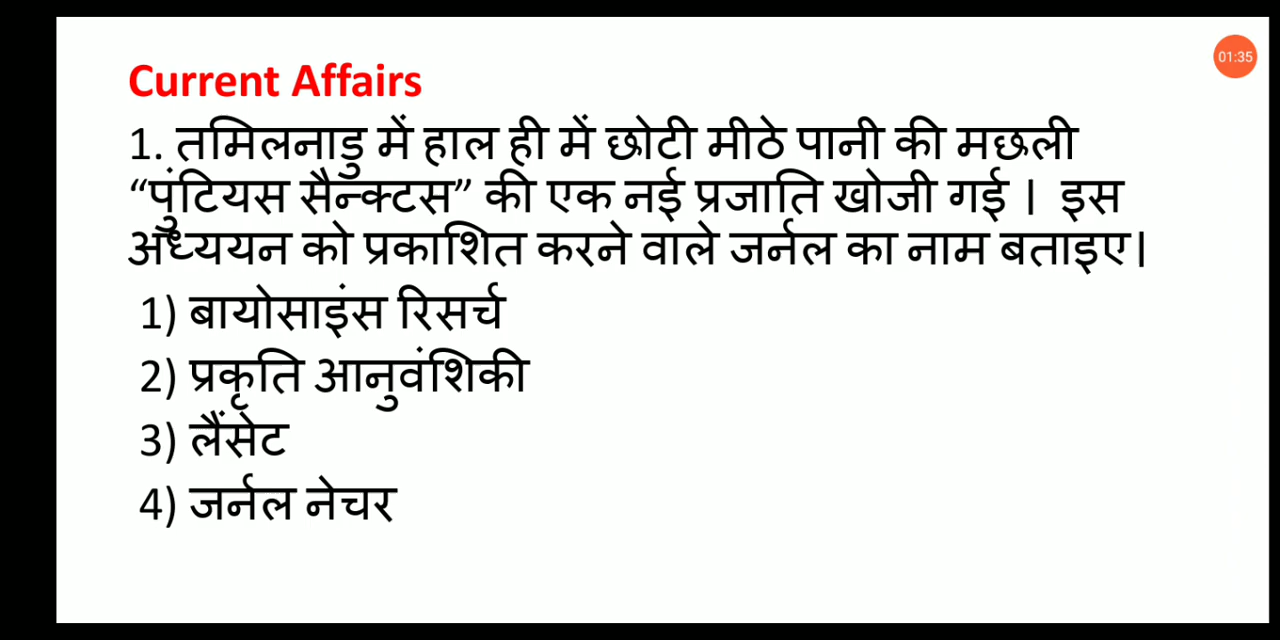 Current Affairs
01:35
1. तमिलनाडु में हाल ही में छोटी मीठे पानी की मछली
“पुंटियस सैन्क्टस” की एक नई प्रजाति खोजी गई । इस
अध्ययन को प्रकाशित करने वाले जर्नल का नाम बताइए।
1) बायोसाइंस रिसर्च
2) प्रकृति आनुवंशिकी
3) लैंसेट
4) जर्नल नेचर